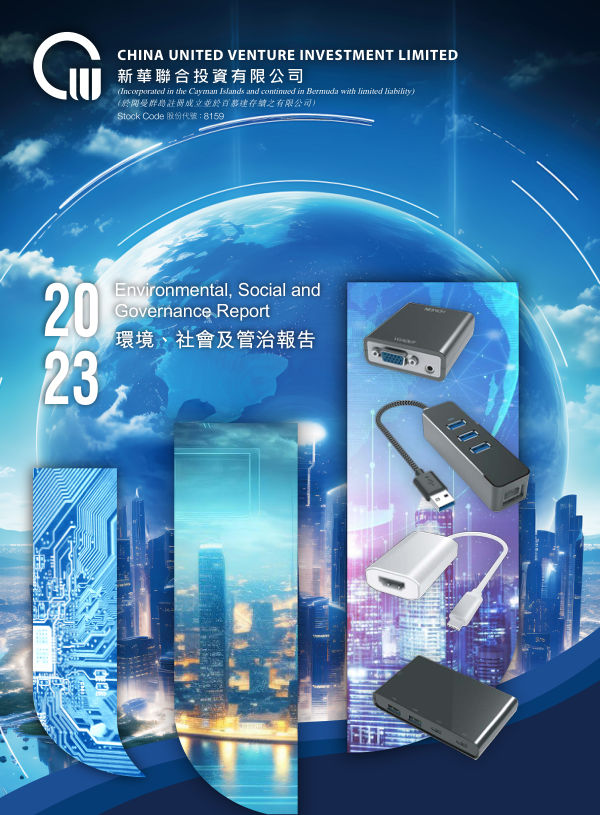 CHINA UNITED VENTURE INVESTMENT LIMITED
新華聯合投資有限公司
(Incorporated in the Cayman Islands and continued in Bermuda with limited liability)
(於開曼群島註冊成立並於百慕達存續之有限公司)
Stock Code 股份代號：8159
20
23
Environmental, Social and
Governance Report
環境、社會及管治報告